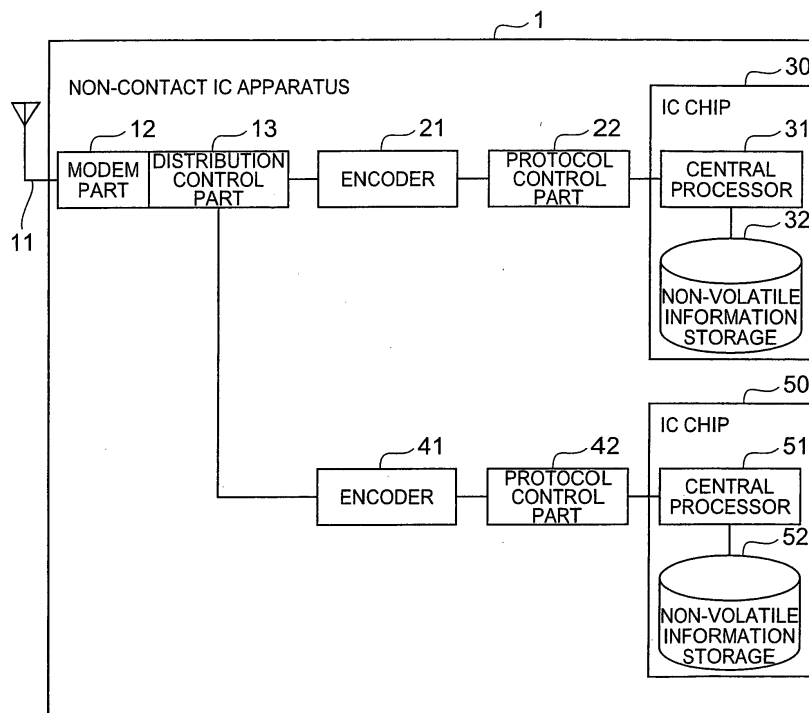 1
NON-CONTACT IC APPARATUS
30
IC CHIP
12
13
21
22
31
MODEM
PART
DISTRIBUTION
CONTROL
PART
ENCODER
PROTOCOL
CONTROL
PART
CENTRAL
PROCESSOR
11
32
NON-VOLATILE
INFORMATION
STORAGE
50
IC CHIP
41
42
51
ENCODER
PROTOCOL
CONTROL
PART
CENTRAL
PROCESSOR
52
NON-VOLATILE
INFORMATION
STORAGE